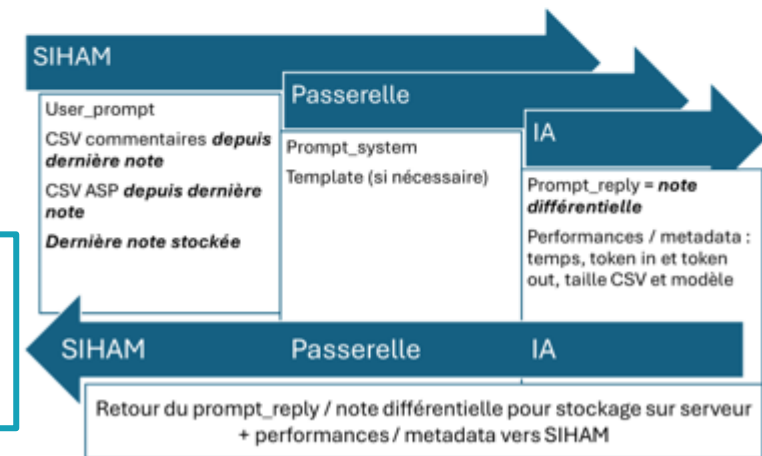 SIHAM
User_prompt
CSV commentaires depuis
dernière note
CSV ASP depuis dernière
note
Dernière note stockée
Passerelle
Prompt_system
Template (si nécessaire)
IA
Prompt_reply = note
différentielle
Performances / metadata :
temps, token in et token
out, taille CSV et modèle
SIHAM Passerelle IA
Retour du prompt_reply / note différentielle pour stockage sur serveur
+ performances / metadata vers SIHAM